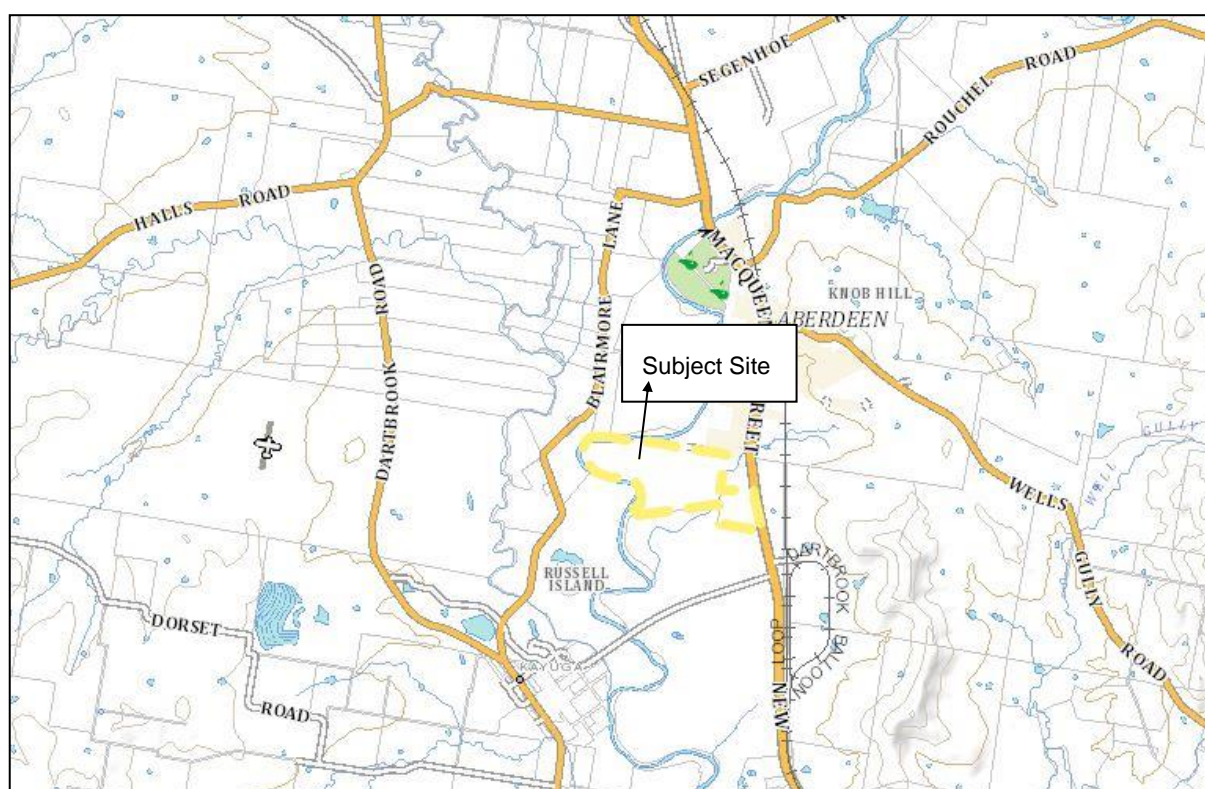 SEGENHOE
ROUCHEL ROAD
HALLS ROAD
BLAIRMORE LANE
MACQUEEN
REET
KNOB HILL
ABERDEEN
Subject Site
DARTBROOK ROAD
WELLS GULLY ROAD
WELL GULLY
RUSSELL
ISLAND
DARTBROOK BALLOON LOOP
DORSET ROAD
KAYUGA
NEW